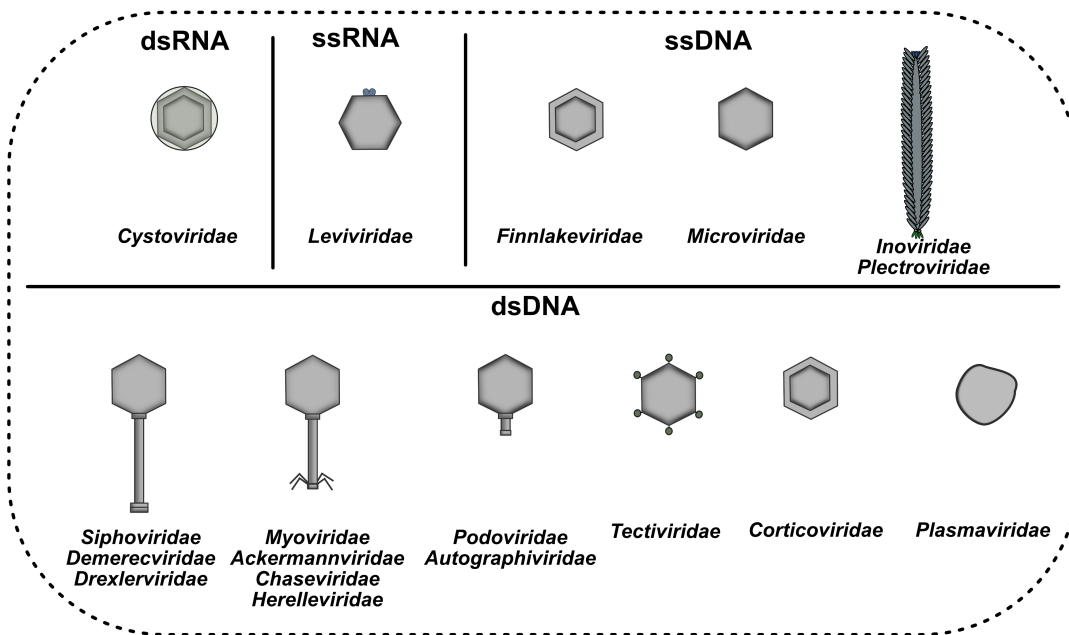 dsRNA
ssRNA
ssDNA
Cystoviridae
Leviviridae
Finnlakeviridae
Microviridae
Inoviridae
Plectroviridae
dsDNA
Siphoviridae
Demerecviridae
Drexlerviridae
Myoviridae
Ackermannviridae
Chaseviridae
Herelleviridae
Podoviridae
Autographiviridae
Tectiviridae
Corticoviridae
Plasmaviridae